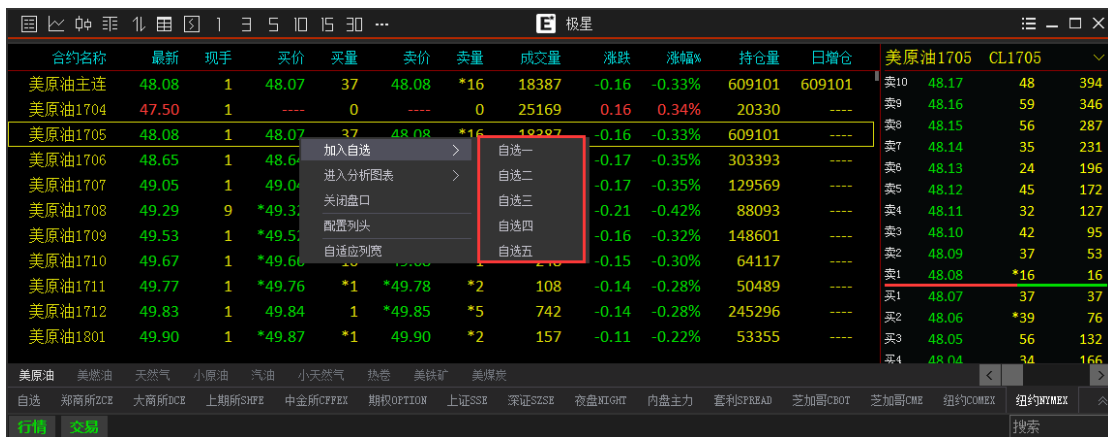 1 3 5 10 15 30 ... E 极星
合约名称 最新 现手 买价 买量 卖价 卖量 成交量 涨跌 涨幅% 持仓量 日增仓 美原油1705 CL1705
美原油主连 48.08 1 48.07 37 48.08 *16 18387 -0.16 -0.33% 609101 609101 卖10 48.17 48 394
美原油1704 47.50 1 ---- 0 ---- 0 25169 0.16 0.34% 20330 ---- 卖9 48.16 59 346
美原油1705 48.08 1 48.07 37 48.08 *16 18387 -0.16 -0.33% 609101 ---- 卖8 48.15 56 287
加入自选 > 自选一 卖7 48.14 35 231
美原油1706 48.65 1 -0.17 -0.35% 303393 ---- 卖6 48.13 24 196
进入分析图表 > 自选二
美原油1707 49.05 1 -0.17 -0.35% 129569 ---- 卖5 48.12 45 172
关闭盘口 自选三
美原油1708 49.29 9 -0.21 -0.42% 88093 ---- 卖4 48.11 32 127
配置列头 自选四
美原油1709 49.53 1 -0.16 -0.32% 148601 ---- 卖3 48.10 42 95
自适应列宽 自选五
美原油1710 49.67 1 -0.15 -0.30% 64117 ---- 卖2 48.09 37 53
美原油1711 49.77 1 *49.76 *1 *49.78 *2 108 -0.14 -0.28% 50489 ---- 卖1 48.08 *16 16
美原油1712 49.83 1 49.84 1 *49.85 *5 742 -0.14 -0.28% 245296 ---- 买1 48.07 37 37
买2 48.06 *39 76
美原油1801 49.90 1 *49.87 *1 49.90 *2 157 -0.11 -0.22% 53355 ---- 买3 48.05 56 132
买4 48.04 34 166
美原油 美燃油 天然气 小原油 汽油 小天然气 热卷 美铁矿 美煤炭 < >
自选 郑商所ZCE 大商所DCE 上期所SHFE 中金所CFFEX 期权OPTION 上证SSE 深证SZSE 夜盘NIGHT 内盘主力 套利SPREAD 芝加哥CBOT 芝加哥CME 纽约COMEX 纽约NYMEX
行情 交易 搜索